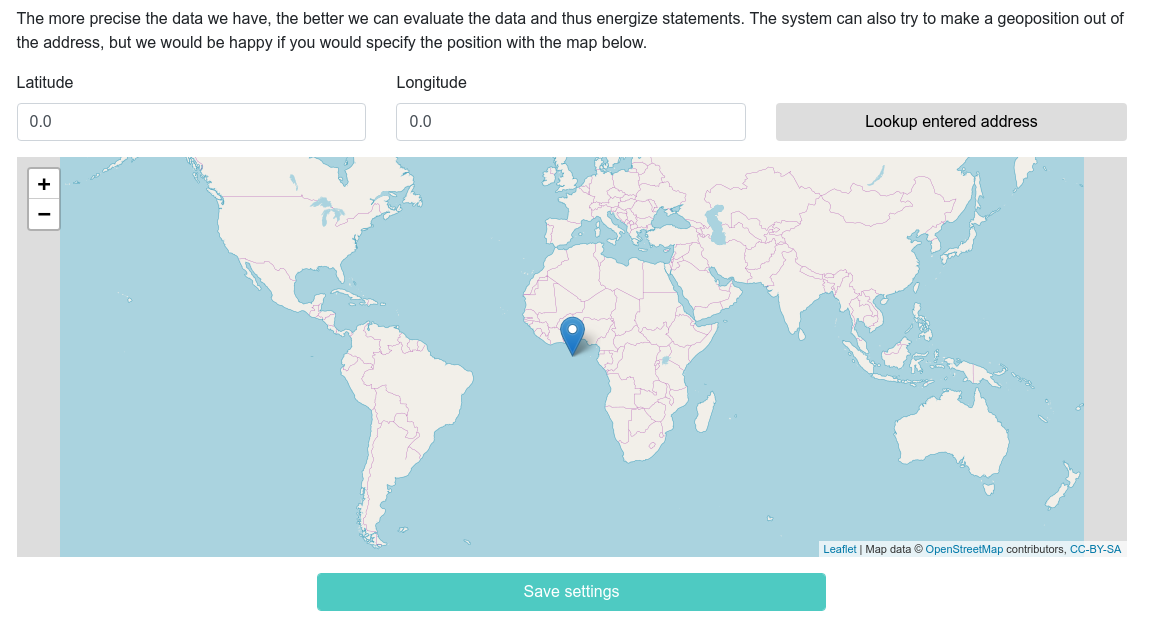 The more precise the data we have, the better we can evaluate the data and thus energize statements. The system can also try to make a geoposition out of
the address, but we would be happy if you would specify the position with the map below.
Latitude
Longitude
0.0
0.0
Lookup entered address
+
−
Leaflet | Map data © OpenStreetMap contributors, CC-BY-SA
Save settings